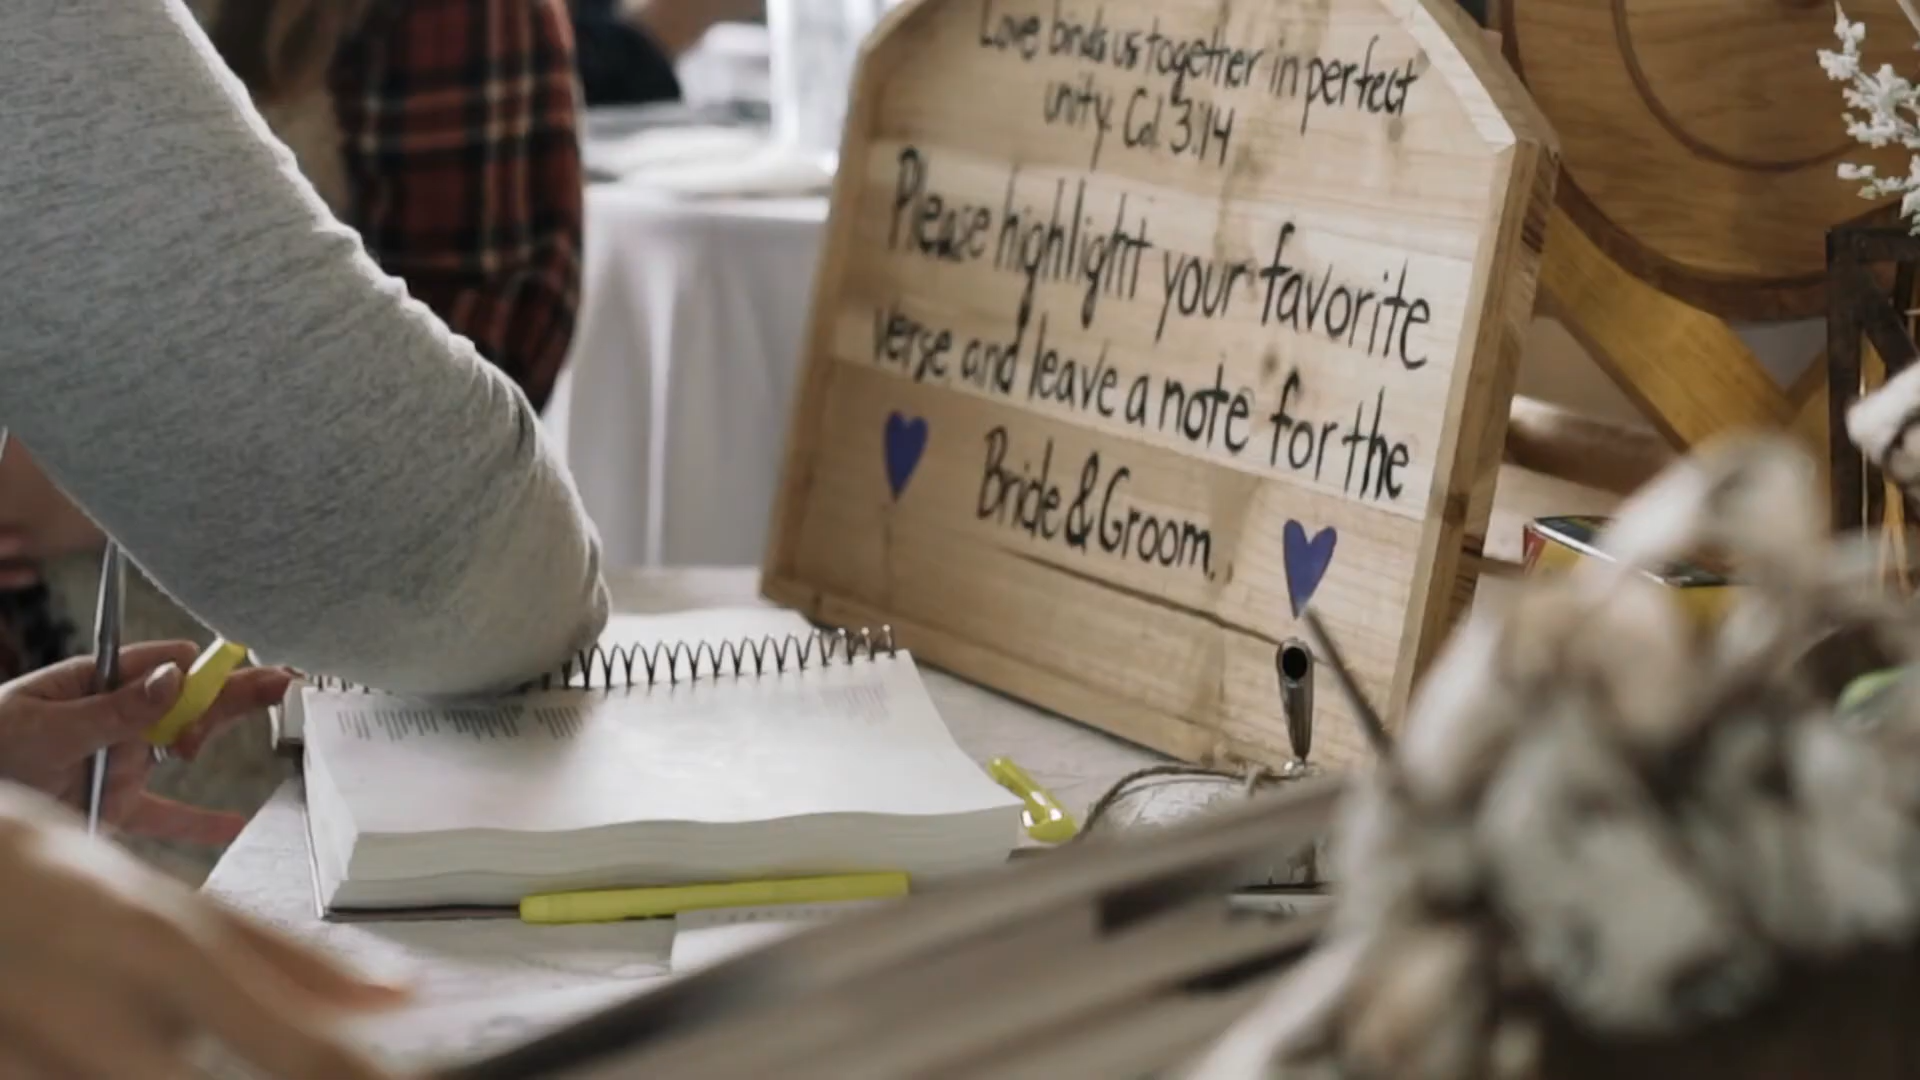 Love binds us together in perfect
unity. Col. 3:14
Please highlight your favorite
verse and leave a note for the
Bride & Groom.